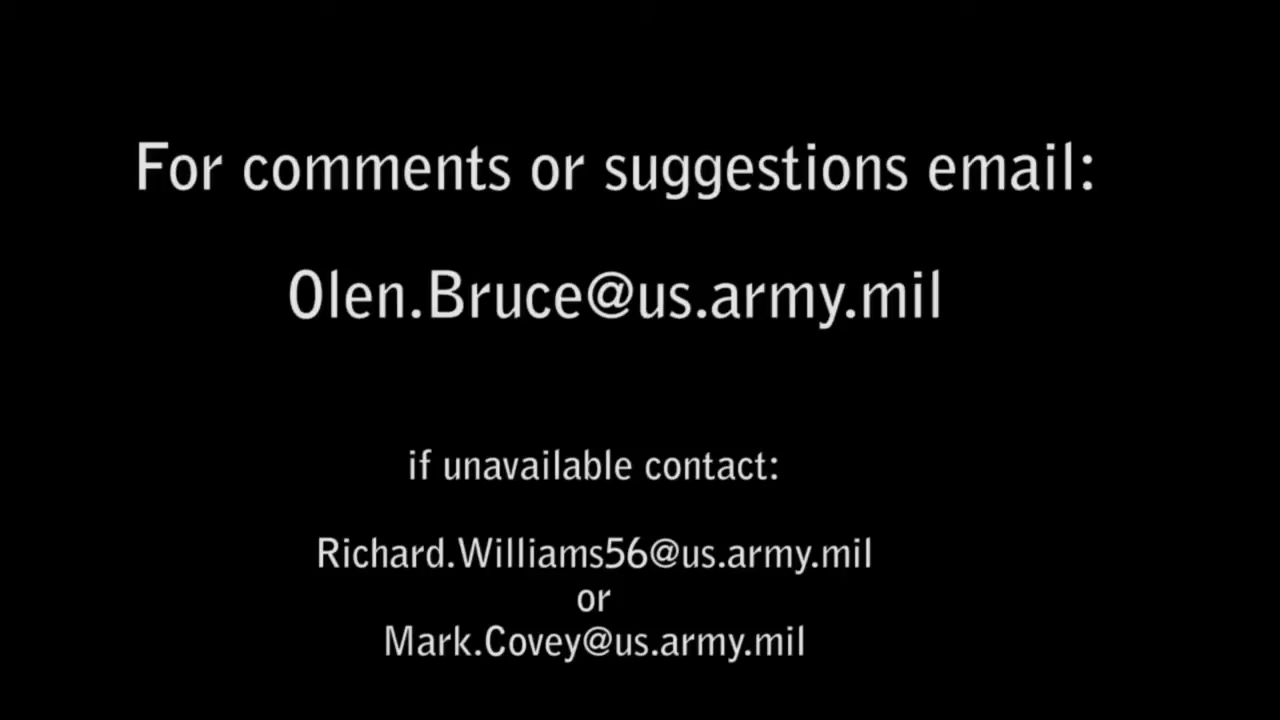 For comments or suggestions email:
Olen.Bruce@us.army.mil
if unavailable contact:
Richard.Williams56@us.army.mil
or
Mark.Covey@us.army.mil